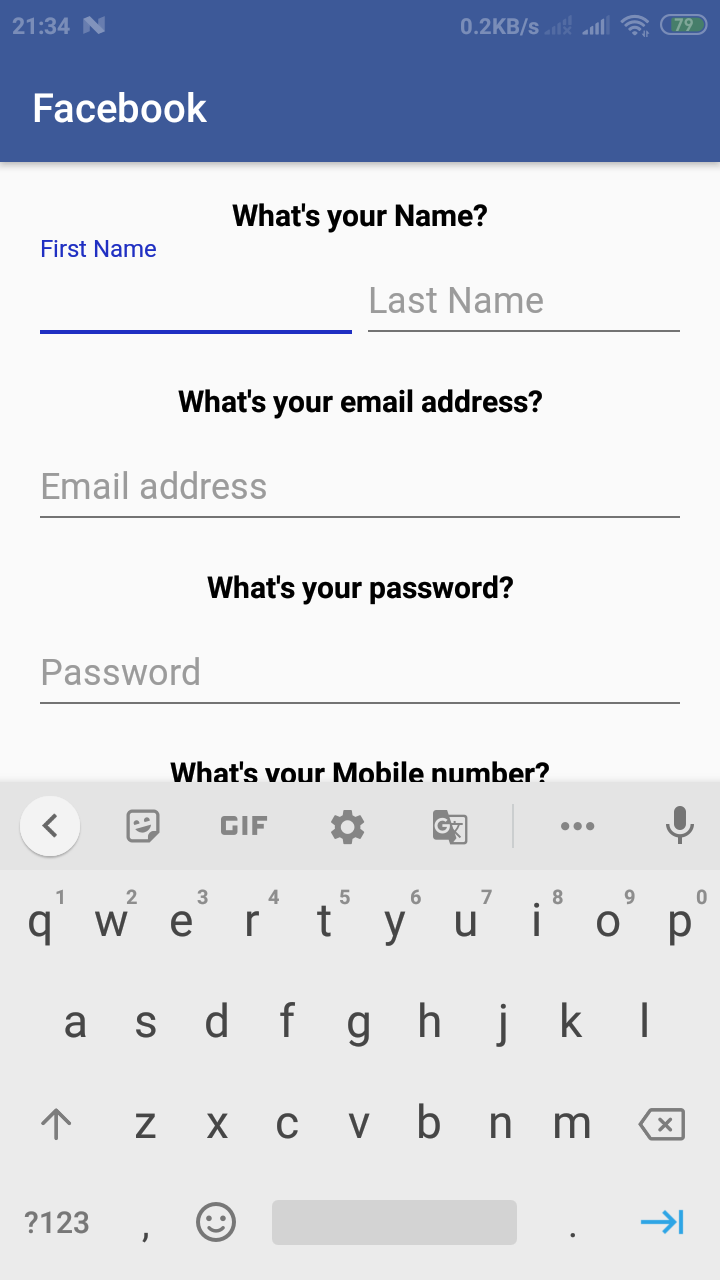 21:34 0.2KB/s 79
Facebook
What's your Name?
First Name
Last Name
What's your email address?
Email address
What's your password?
Password
What's your Mobile number?
GIF G
1 2 3 4 5 6 7 8 9 0
q w e r t y u i o p
a s d f g h j k l
z x c v b n m
?123 , .